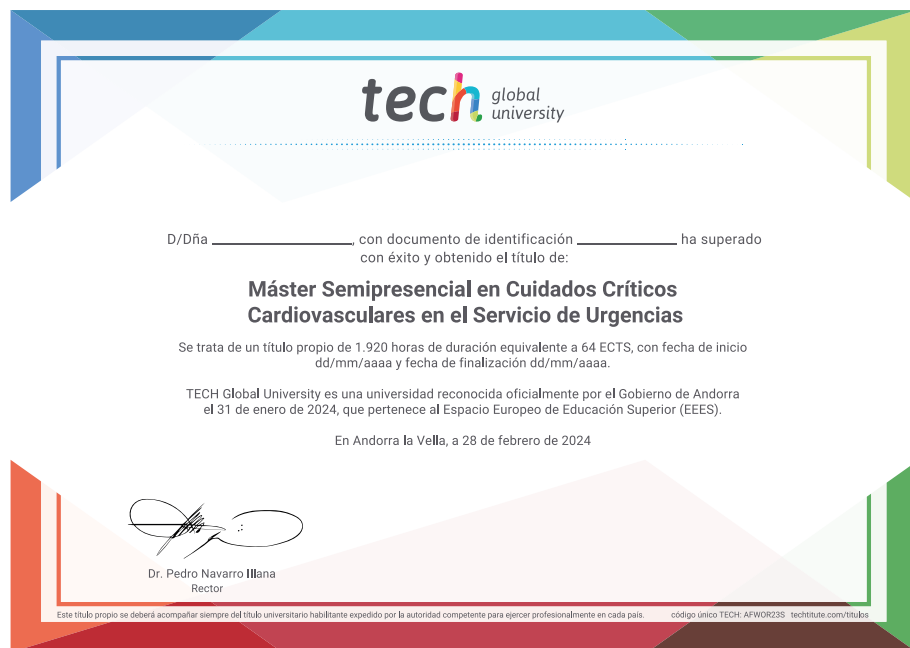 tech global university
D/Dña , con documento de identificación ha superado
con éxito y obtenido el título de:
Máster Semipresencial en Cuidados Críticos
Cardiovasculares en el Servicio de Urgencias
Se trata de un título propio de 1.920 horas de duración equivalente a 64 ECTS, con fecha de inicio
dd/mm/aaaa y fecha de finalización dd/mm/aaaa.
TECH Global University es una universidad reconocida oficialmente por el Gobierno de Andorra
el 31 de enero de 2024, que pertenece al Espacio Europeo de Educación Superior (EEES).
En Andorra la Vella, a 28 de febrero de 2024
Dr. Pedro Navarro Illana
Rector
Este título propio se deberá acompañar siempre del título universitario habilitante expedido por la autoridad competente para ejercer profesionalmente en cada país. código único TECH: AFWOR23S techtitute.com/titulos